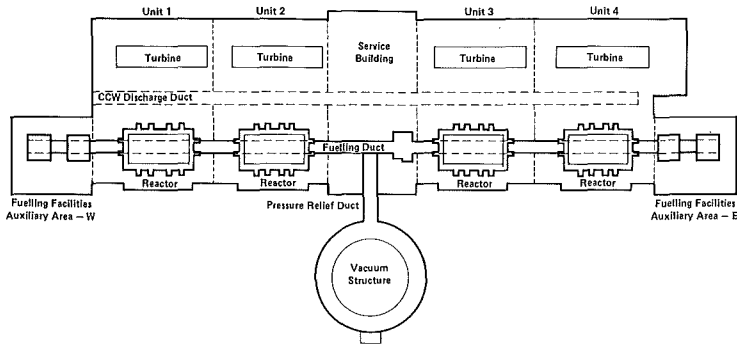 Unit 1
Unit 2
Unit 3
Unit 4
Turbine
Turbine
Service
Building
Turbine
Turbine
CCW Discharge Duct
Fuelling Duct
Reactor
Reactor
Reactor
Reactor
Fuelling Facilities
Auxiliary Area – W
Pressure Relief Duct
Fuelling Facilities
Auxiliary Area – E
Vacuum
Structure